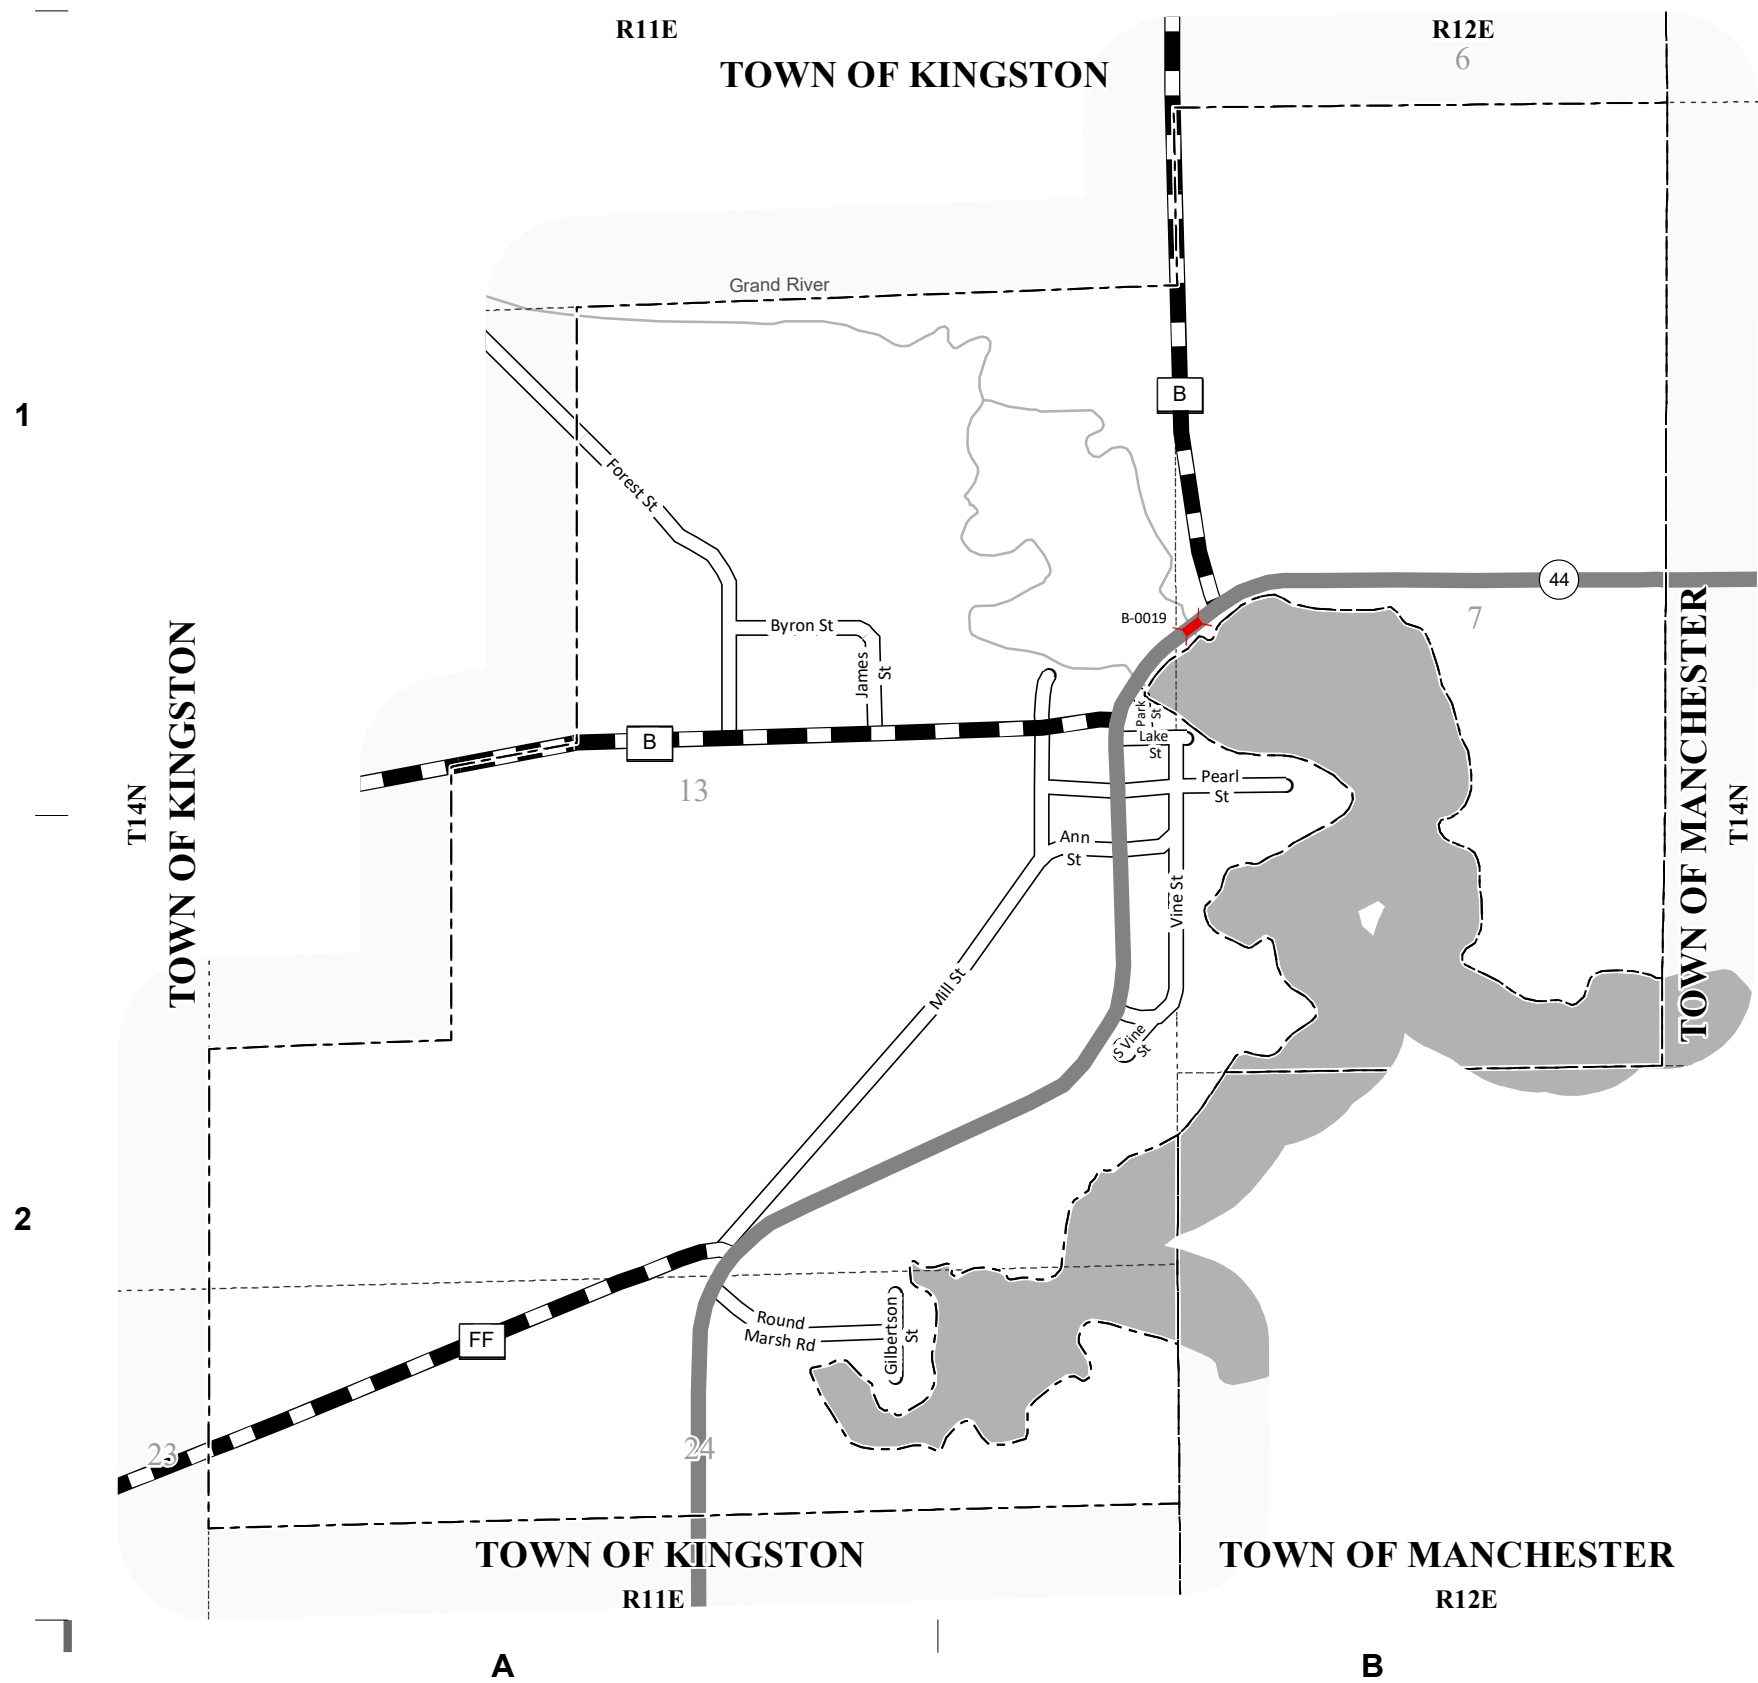 R11E
R12E
6
TOWN OF KINGSTON
Grand River
B
1
Forest St
44
B-0019
7
Byron St
James
St
TOWN OF KINGSTON
T14N
TOWN OF MANCHESTER
T14N
Park
St
Lake
St
B
13
Pearl
St
Ann
St
Vine St
Mill St
S Vine
St
2
Round
Marsh Rd
Gilbertson
St
FF
23
24
TOWN OF KINGSTON
TOWN OF MANCHESTER
R11E
R12E
A
B